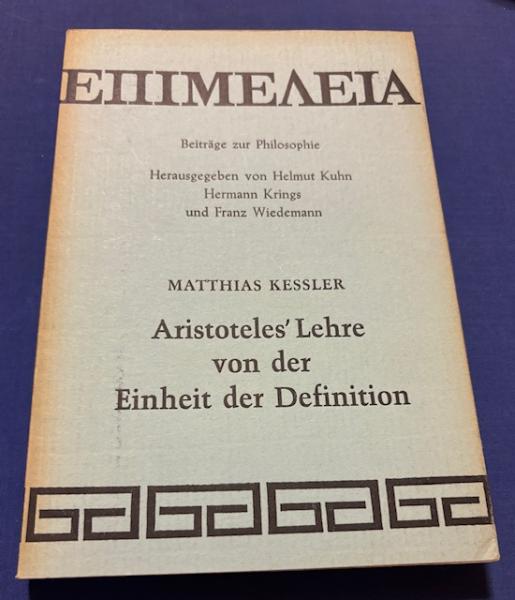 ΕΠΙΜΕΛΕΙΑ
Beiträge zur Philosophie
Herausgegeben von Helmut Kuhn
Hermann Krings
und Franz Wiedemann
MATTHIAS KESSLER
Aristoteles' Lehre
von der
Einheit der Definition